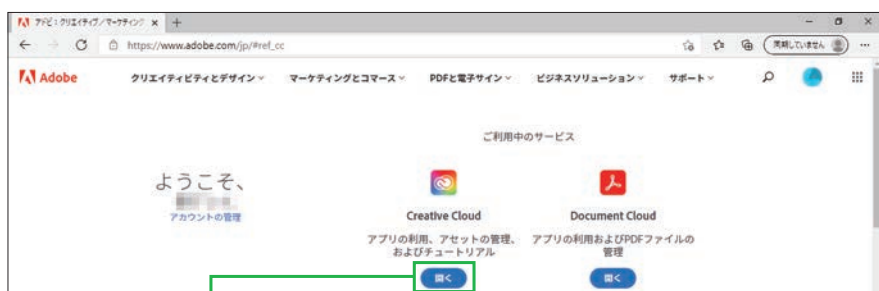 アドビ：クリエイティブ/マーケティング
https://www.adobe.com/jp/#ref_cc
同期していません
Adobe
クリエイティビティとデザイン
マーケティングとコマース
PDFと電子サイン
ビジネスソリューション
サポート
ご利用中のサービス
ようこそ、
アカウントの管理
Creative Cloud
アプリの利用、アセットの管理、
およびチュートリアル
開く
Document Cloud
アプリの利用およびPDFファイルの
管理
開く